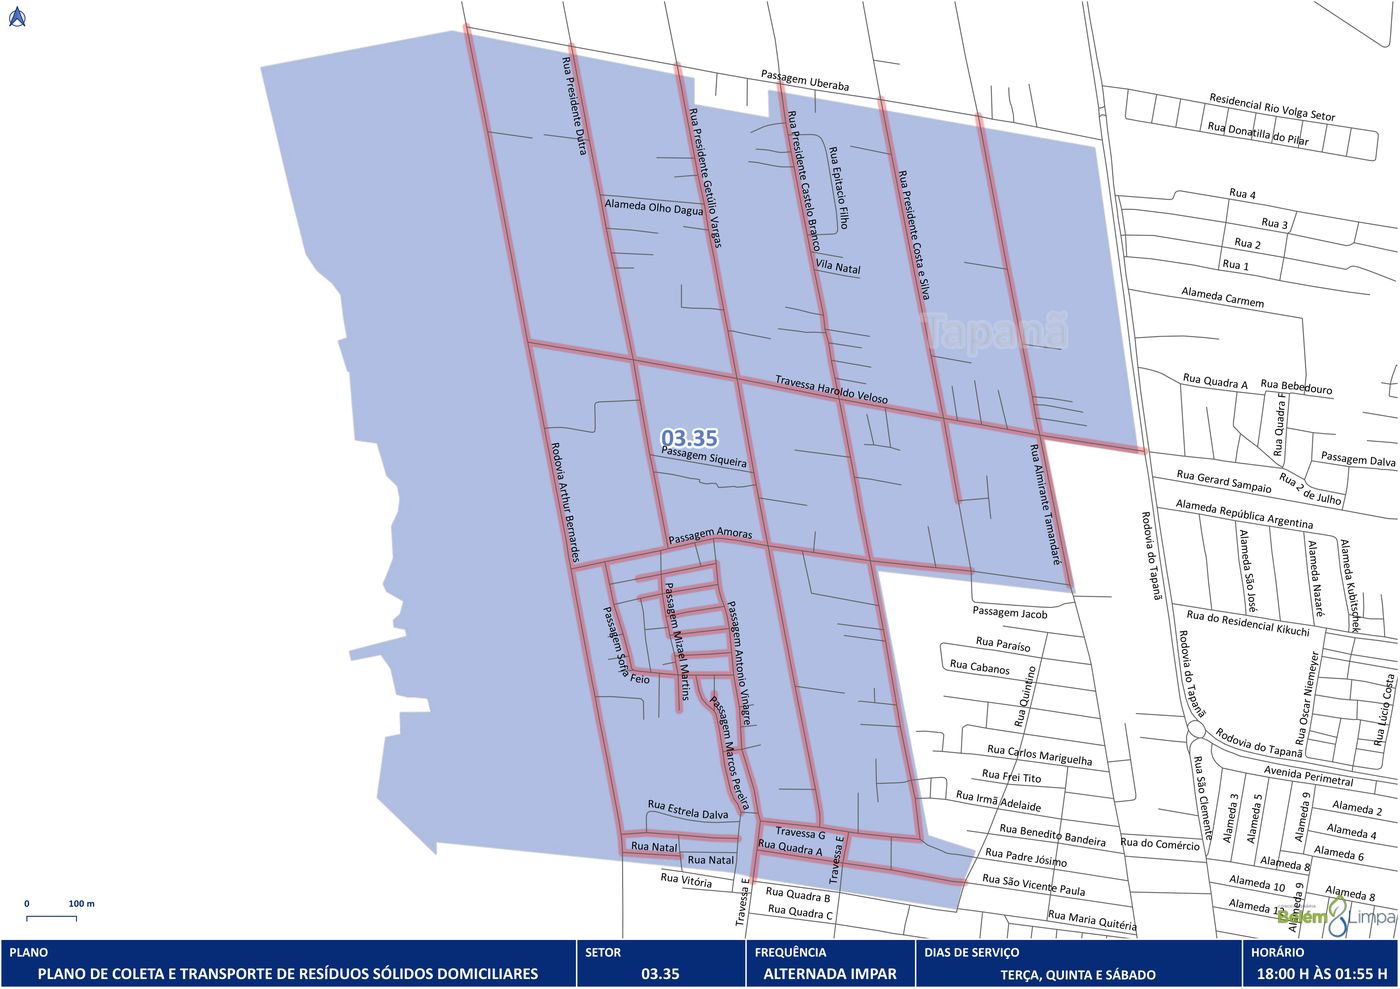 Passagem Uberaba
Residencial Rio Volga Setor
Rua Donatilla do Pilar
Rua Presidente Dutra
Rua Presidente Getúlio Vargas
Rua Presidente Castelo Branco
Rua Epitacio Filho
Rua Presidente Costa e Silva
Alameda Olho Dagua
Vila Natal
Rua 4
Rua 3
Rua 2
Rua 1
Alameda Carmem
Tapanã
Travessa Haroldo Veloso
Rua Quadra A
Rua Bebedouro
Rua Quadra F
03.35
Passagem Siqueira
Passagem Dalva
Rua Gerard Sampaio
Rua 2 de Julho
Rodovia Arthur Bernardes
Rua Almirante Tamandaré
Alameda República Argentina
Rodovia do Tapanã
Alameda São José
Alameda Nazaré
Alameda Kubitschek
Passagem Amoras
Passagem Jacob
Rua do Residencial Kikuchi
Passagem Sofia Feio
Passagem Mizael Martins
Passagem Antonio Vinagre
Rua Paraíso
Rua Cabanos
Rua Quintino
Rodovia do Tapanã
Rua Oscar Niemeyer
Rua Lúcio Costa
Passagem Marcos Pereira
Rodovia do Tapanã
Rua Carlos Mariguelha
Rua Frei Tito
Rua São Clemente
Avenida Perimetral
Rua Irmã Adelaide
Alameda 3
Alameda 5
Alameda 9
Alameda 2
Rua Estrela Dalva
Travessa G
Rua Benedito Bandeira
Rua do Comércio
Alameda 4
Rua Natal
Rua Natal
Rua Quadra A
Travessa E
Rua Padre Jósimo
Alameda 6
Alameda 8
Rua Vitória
Travessa E
Rua Quadra B
Rua Quadra C
Rua São Vicente Paula
Rua Maria Quitéria
Alameda 10
Alameda 9
Alameda 8
Alameda 12
Belém Limpa
0 100 m
PLANO
PLANO DE COLETA E TRANSPORTE DE RESÍDUOS SÓLIDOS DOMICILIARES
SETOR
03.35
FREQUÊNCIA
ALTERNADA IMPAR
DIAS DE SERVIÇO
TERÇA, QUINTA E SÁBADO
HORÁRIO
18:00 H ÀS 01:55 H